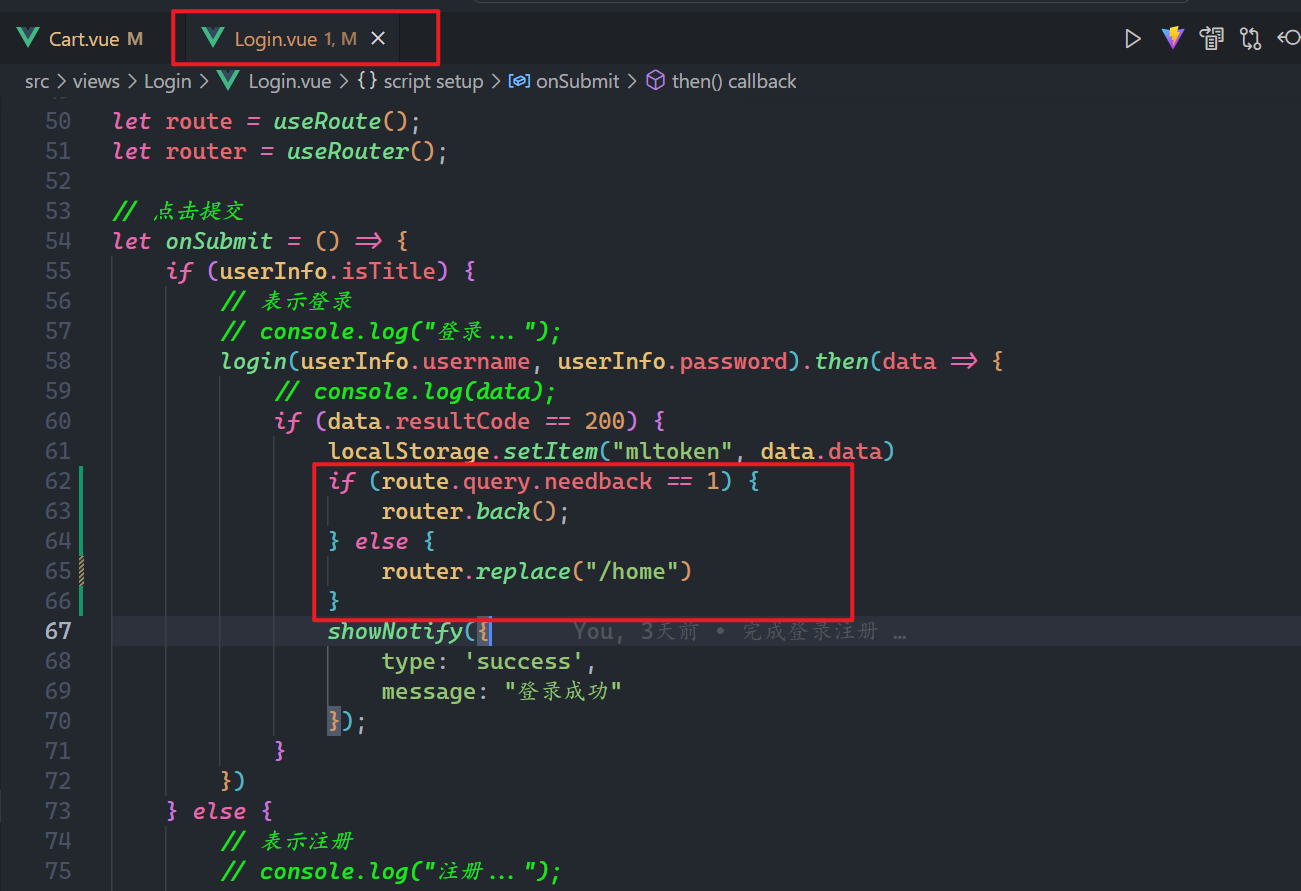 Cart.vue M Login.vue 1, M
src > views > Login > Login.vue > {} script setup > onSubmit > then() callback
50 let route = useRoute();
51 let router = useRouter();
52
53 // 点击提交
54 let onSubmit = () => {
55 if (userInfo.isTitle) {
56 // 表示登录
57 // console.log("登录...");
58 login(userInfo.username, userInfo.password).then(data => {
59 // console.log(data);
60 if (data.resultCode == 200) {
61 localStorage.setItem("mltoken", data.data)
62 if (route.query.needback == 1) {
63 router.back();
64 } else {
65 router.replace("/home")
66 }
67 showNotify({ You, 3天前 • 完成登录注册 …
68 type: 'success',
69 message: "登录成功"
70 });
71 }
72 })
73 } else {
74 // 表示注册
75 // console.log("注册...");